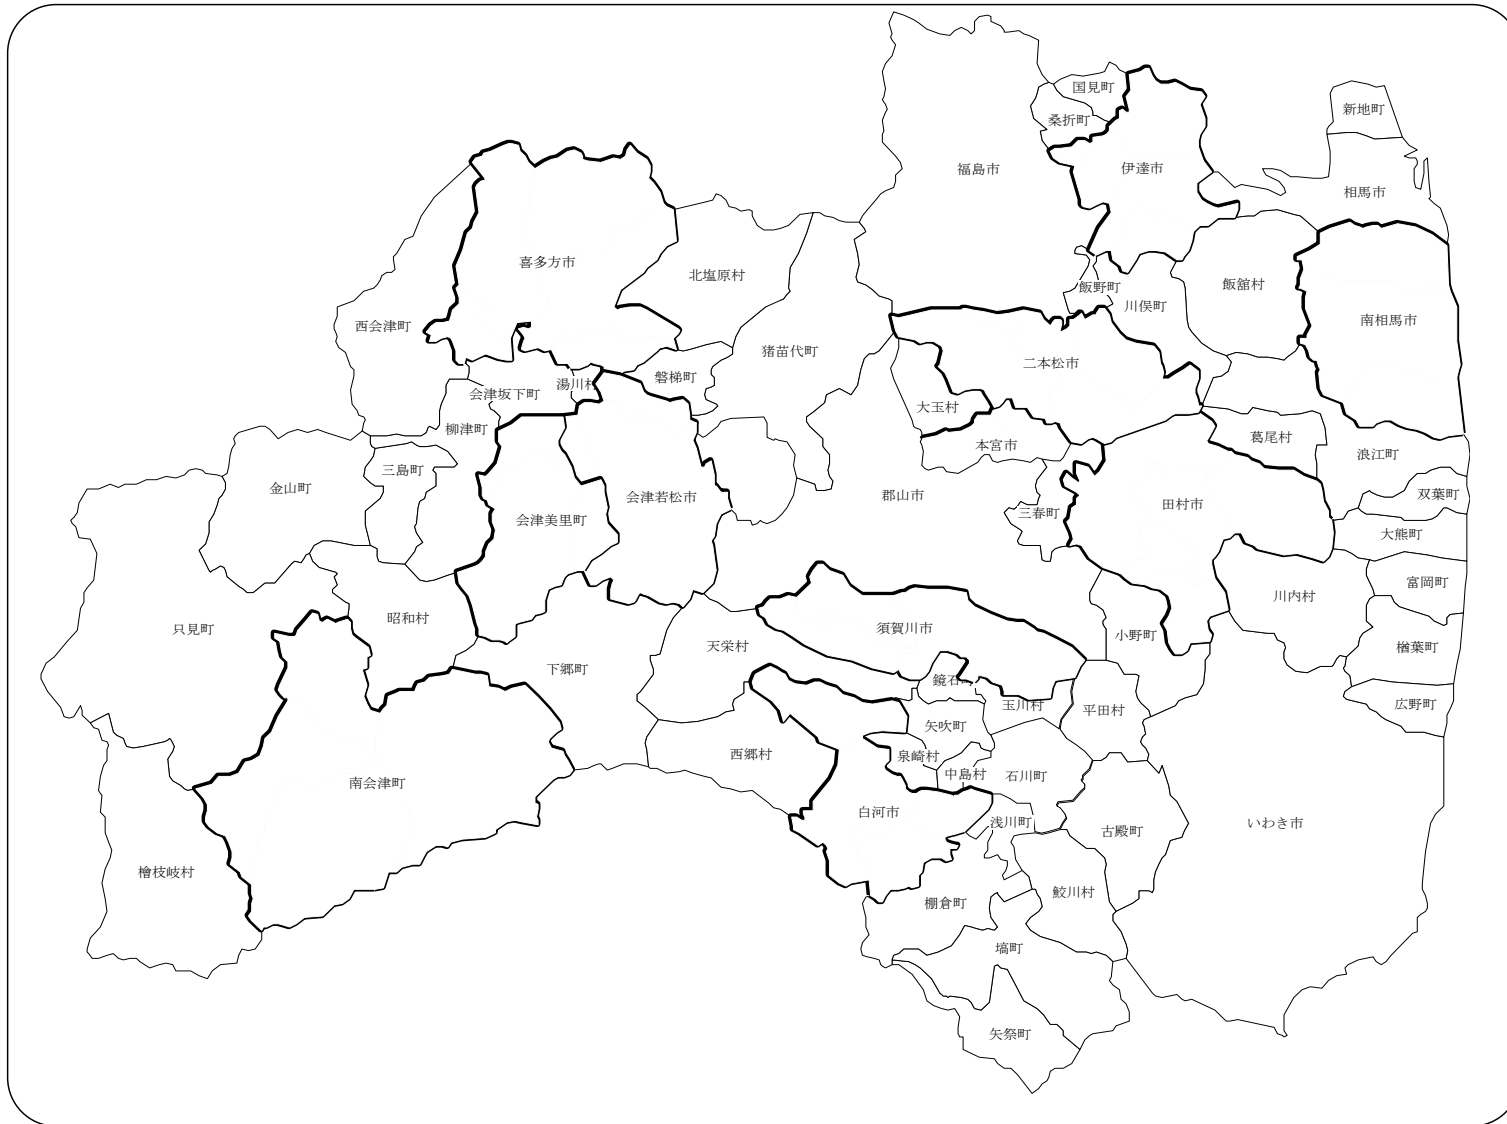 国見町
新地町
桑折町
福島市
伊達市
相馬市
喜多方市
北塩原村
飯舘村
飯野町
川俣町
南相馬市
西会津町
猪苗代町
二本松市
磐梯町
湯川村
会津坂下町
大玉村
柳津町
本宮市
葛尾村
浪江町
三島町
金山町
会津若松市
郡山市
双葉町
田村市
三春町
会津美里町
大熊町
富岡町
川内村
昭和村
只見町
須賀川市
小野町
天栄村
楢葉町
下郷町
鏡石町
玉川村
平田村
広野町
矢吹町
西郷村
泉崎村
中島村
石川町
南会津町
白河市
浅川町
古殿町
いわき市
檜枝岐村
鮫川村
棚倉町
塙町
矢祭町